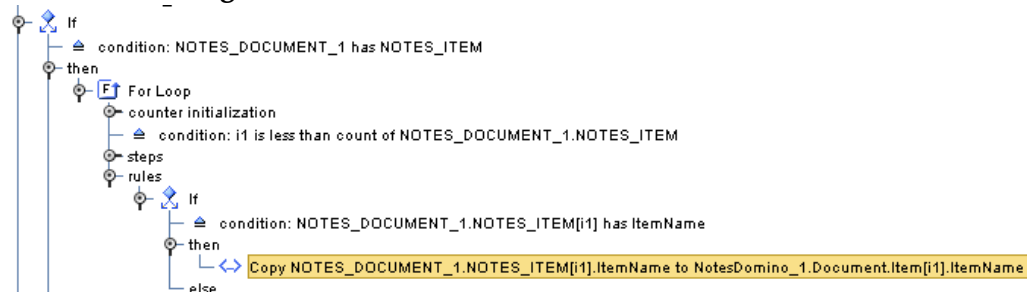 If
condition: NOTES_DOCUMENT_1 has NOTES_ITEM
then
For Loop
counter initialization
condition: i1 is less than count of NOTES_DOCUMENT_1.NOTES_ITEM
steps
rules
If
condition: NOTES_DOCUMENT_1.NOTES_ITEM[i1] has ItemName
then
Copy NOTES_DOCUMENT_1.NOTES_ITEM[i1].ItemName to NotesDomino_1.Document.Item[i1].ItemName
else